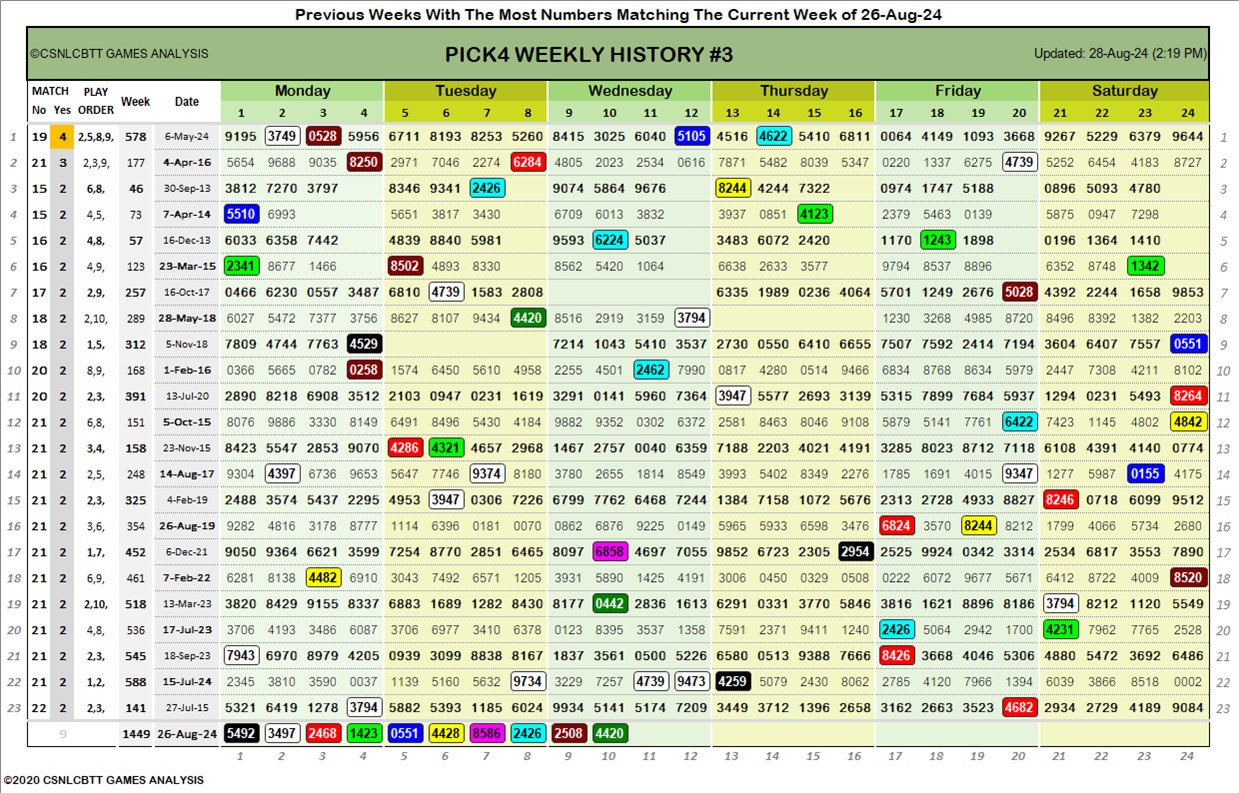 Previous Weeks With The Most Numbers Matching The Current Week of 26-Aug-24
©CSNLCBTT GAMES ANALYSIS PICK4 WEEKLY HISTORY #3 Updated: 28-Aug-24 (2:19 PM)
MATCH PLAY Week Date Monday Tuesday Wednesday Thursday Friday Saturday
No Yes ORDER 1 2 3 4 5 6 7 8 9 10 11 12 13 14 15 16 17 18 19 20 21 22 23 24
1 19 4 2,5,8,9, 578 6-May-24 9195 3749 0528 5956 6711 8193 8253 5260 8415 3025 6040 5105 4516 4622 5410 6811 0064 4149 1093 3668 9267 5223 2379 9644 1
2 21 3 2,3,9, 177 4-Apr-16 5654 9688 9035 8250 2971 7046 2274 6284 4805 2023 2534 0616 7871 5482 8039 5347 0220 1337 6275 4739 5252 6454 4183 8727 2
3 15 2 6,8, 46 30-Sep-13 3812 7270 3797 8346 9341 2426 9074 5864 9676 8244 4244 7322 0974 1747 5188 0896 5093 4780 3
4 15 2 4,5, 73 7-Apr-14 5510 6993 5651 3817 3430 6709 6013 3832 3937 0851 4123 2379 5463 0139 5875 0947 7298 4
5 16 2 4,8, 57 16-Dec-13 6033 6358 7442 4839 8840 5981 9593 6224 5037 3483 6072 2420 1170 1243 1898 0196 1364 1410 5
6 16 2 4,9, 123 23-Mar-15 2341 8677 1466 8502 4893 8330 8562 5420 1064 6638 2633 3577 9794 8537 8896 6352 8748 1342 6
7 17 2 2,9, 257 16-Oct-17 0466 6230 0557 3487 6810 4739 1583 2808 6335 1989 0236 4064 5701 1249 2676 5028 4392 2244 1658 9853 7
8 18 2 2,10, 289 28-May-18 6027 5472 7377 3756 8627 8107 9434 4420 8516 2919 3159 3794 1230 3268 4985 8720 8496 8392 1382 2203 8
9 18 2 1,5, 312 5-Nov-18 7809 4744 7763 4529 7214 1043 5410 3537 2730 0550 6410 6655 7507 7592 2414 7194 3604 6407 7557 0551 9
10 20 2 8,9, 168 1-Feb-16 0366 5665 0782 0258 1574 6450 5610 4958 2255 4501 2462 7990 0817 4280 0514 9466 6834 8768 8634 5979 2447 7308 4211 8102 10
11 20 2 2,3, 391 13-Jul-20 2890 8218 6908 3512 2103 0947 0231 1619 3291 0141 5960 7364 3947 5577 2693 3139 5315 7899 7684 5937 1294 0231 5493 8264 11
12 21 2 6,8, 151 5-Oct-15 8076 9886 7720 8149 6491 8496 5430 4184 9882 9352 0302 6372 2581 8463 8046 9108 5879 5141 7761 6422 7423 1145 4802 4842 12
13 21 2 3,4, 158 23-Nov-15 8423 5547 2853 9070 4286 4321 4657 2968 1467 2757 0040 6359 7188 2203 4021 4191 3285 8023 8712 7118 6108 4391 4140 0774 13
14 21 2 2,5, 248 14-Aug-17 9304 4397 6736 9653 5647 7746 9374 8180 3780 2655 1814 8549 3993 5402 8349 2276 1785 1691 4015 9347 1277 5987 0155 4175 14
15 21 2 2,3, 325 4-Feb-19 2488 3574 5437 2295 4953 3947 0306 7226 6799 7762 6468 7244 1384 7158 1072 5676 2313 2728 4933 8827 8246 0718 6099 9512 15
16 21 2 3,6, 354 26-Aug-19 9282 4816 3178 8777 1114 6396 0181 0070 0862 6876 9225 0149 5965 5933 6598 3476 6824 3570 8244 8212 1799 4066 5734 2680 16
17 21 2 1,7, 452 6-Dec-21 9050 9364 6621 3599 7254 8770 2851 6465 8097 6858 4697 7055 9852 6723 2305 2954 2525 9924 0342 3314 2534 6817 3553 7890 17
18 21 2 6,9, 461 7-Feb-22 6281 8138 4482 6910 3043 7492 6571 1205 3931 5890 1425 4191 3006 0450 0329 0508 0222 6072 9677 5671 6412 8722 4009 8520 18
19 21 2 2,10, 518 13-Mar-23 3820 8429 9155 8337 6883 1689 1282 8430 8177 0442 2836 1613 6291 0331 3770 5846 3816 1621 8896 8186 3794 8212 1120 5549 19
20 21 2 4,8, 536 17-Jul-23 3706 4193 3486 0087 3706 6977 3410 6378 0123 8395 3537 1358 7591 2371 9411 1240 2426 5064 2942 1700 4231 7962 7765 2528 20
21 21 2 2,3, 545 18-Sep-23 7943 6970 8979 4205 0939 3099 8838 8167 1837 3561 0500 5226 6580 0513 9388 7666 8426 3668 4046 5306 4880 5472 3692 6486 21
22 21 2 1,2, 588 15-Jul-24 2345 3810 3590 0037 1139 5160 5632 9734 3229 7257 4739 9473 4259 5079 2430 8062 2785 4120 7966 1394 6039 3866 8518 0002 22
23 22 2 2,3, 141 27-Jul-15 5321 6419 1278 3794 5882 5393 1185 6024 9934 5141 5174 7209 3449 3712 1396 2658 3162 2663 3523 4682 2934 2729 4189 9084 23
9 1449 26-Aug-24 5492 3497 2468 1423 0551 4428 8586 2426 2508 4420
1 2 3 4 5 6 7 8 9 10 11 12 13 14 15 16 17 18 19 20 21 22 23 24
©2020 CSNLCBTT GAMES ANALYSIS